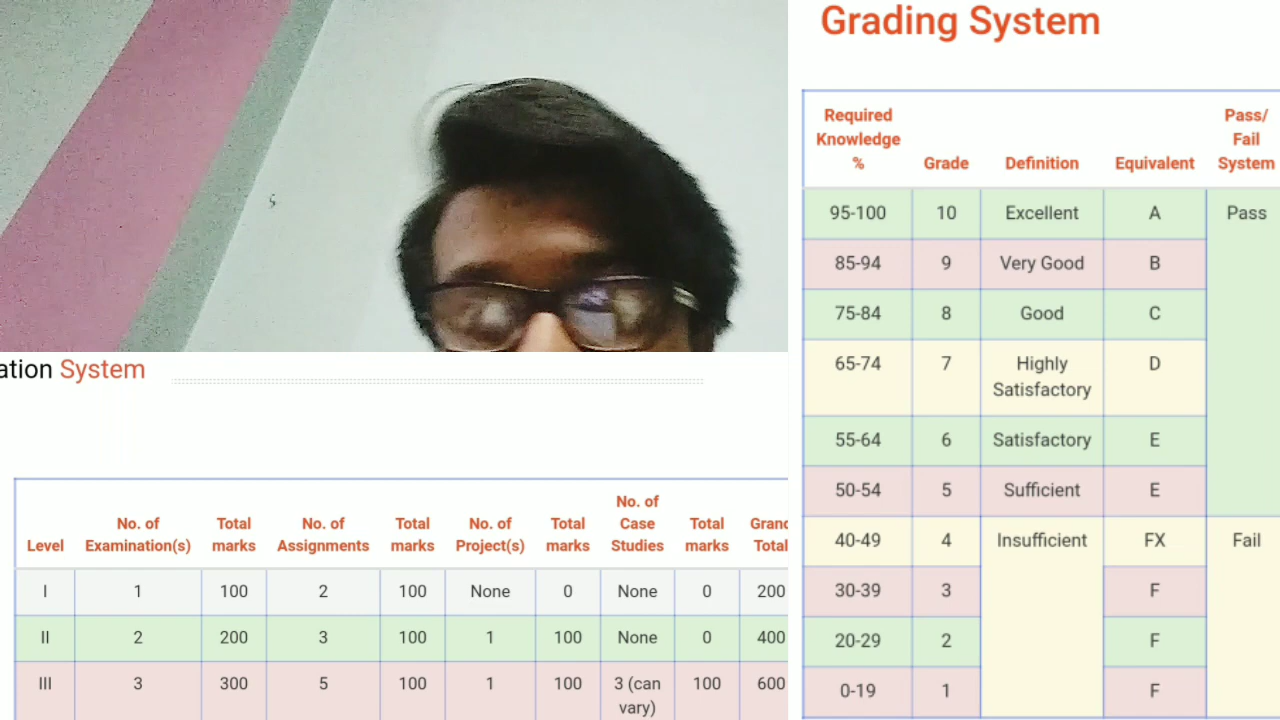 ation System
No. of
No. of Total No. of Total No. of Total Case Total Grand
Level Examination(s) marks Assignments marks Project(s) marks Studies marks Total
I 1 100 2 100 None 0 None 0 200
II 2 200 3 100 1 100 None 0 400
III 3 300 5 100 1 100 3 (can 100 600
vary)
Grading System
Required Pass/
Knowledge Fail
% Grade Definition Equivalent System
95-100 10 Excellent A Pass
85-94 9 Very Good B
75-84 8 Good C
65-74 7 Highly D
Satisfactory
55-64 6 Satisfactory E
50-54 5 Sufficient E
40-49 4 Insufficient FX Fail
30-39 3 F
20-29 2 F
0-19 1 F